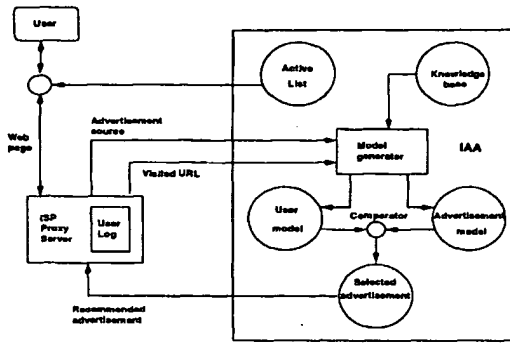 User
Active
List
Knowledge
base
Web
page
Advertisement
source
Visited URL
Model
generator
IAA
ISP
Proxy
Server
User
Log
User
model
Comparator
Advertisement
model
Selected
advertisement
Recommended
advertisement